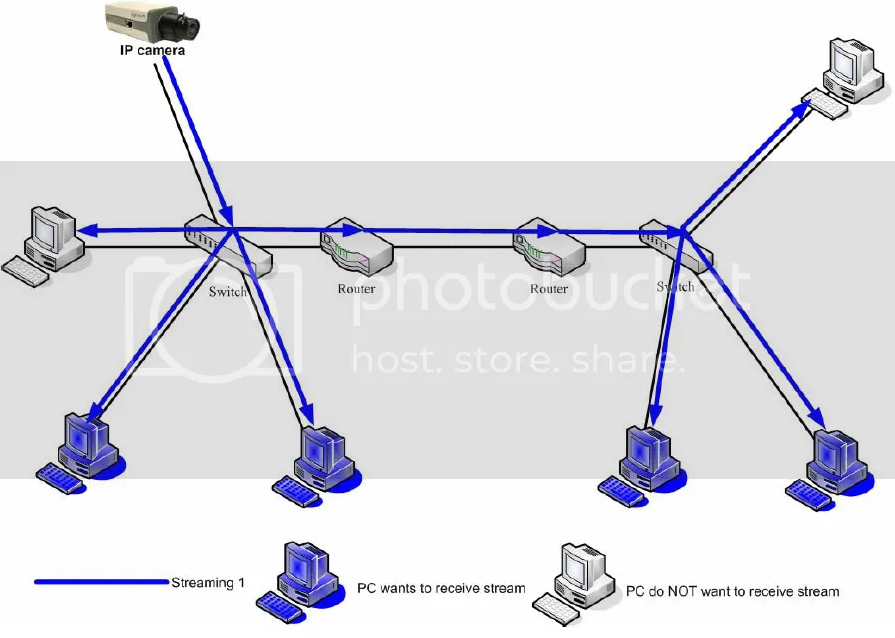 IP camera
Switch
Router
Router
Switch
photobucket
host. store. share.
Streaming 1
PC wants to receive stream
PC do NOT want to receive stream